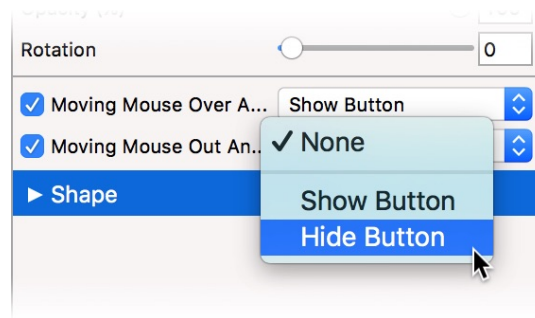 Rotation 0
Moving Mouse Over A... Show Button
Moving Mouse Out An...
✓ None
▶ Shape
Show Button
Hide Button